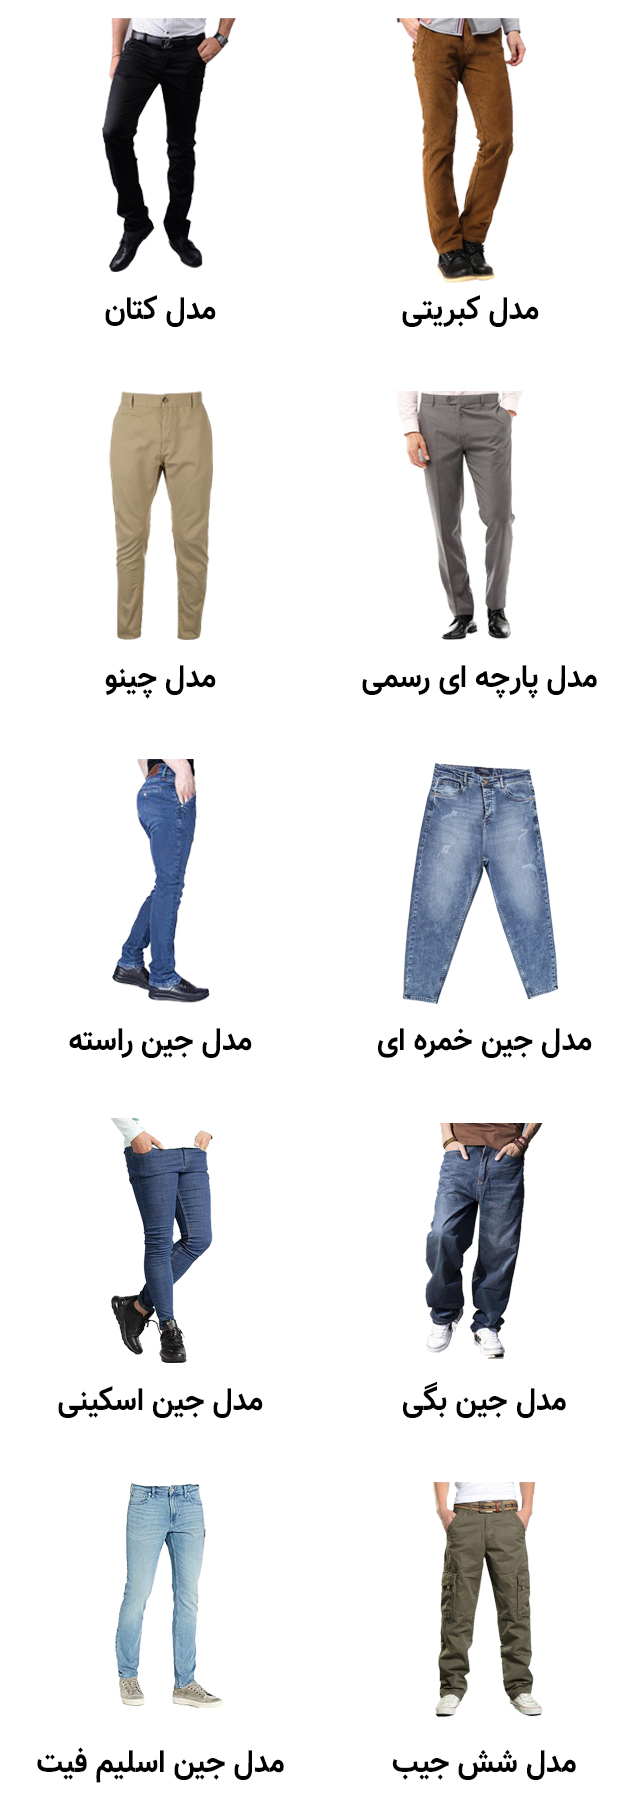 مدل کبریتی
مدل کتان
مدل پارچه ای رسمی
مدل چینو
مدل جین خمره ای
مدل جین راسته
مدل جین بگی
مدل جین اسکینی
مدل شش جیب
مدل جین اسلیم فیت